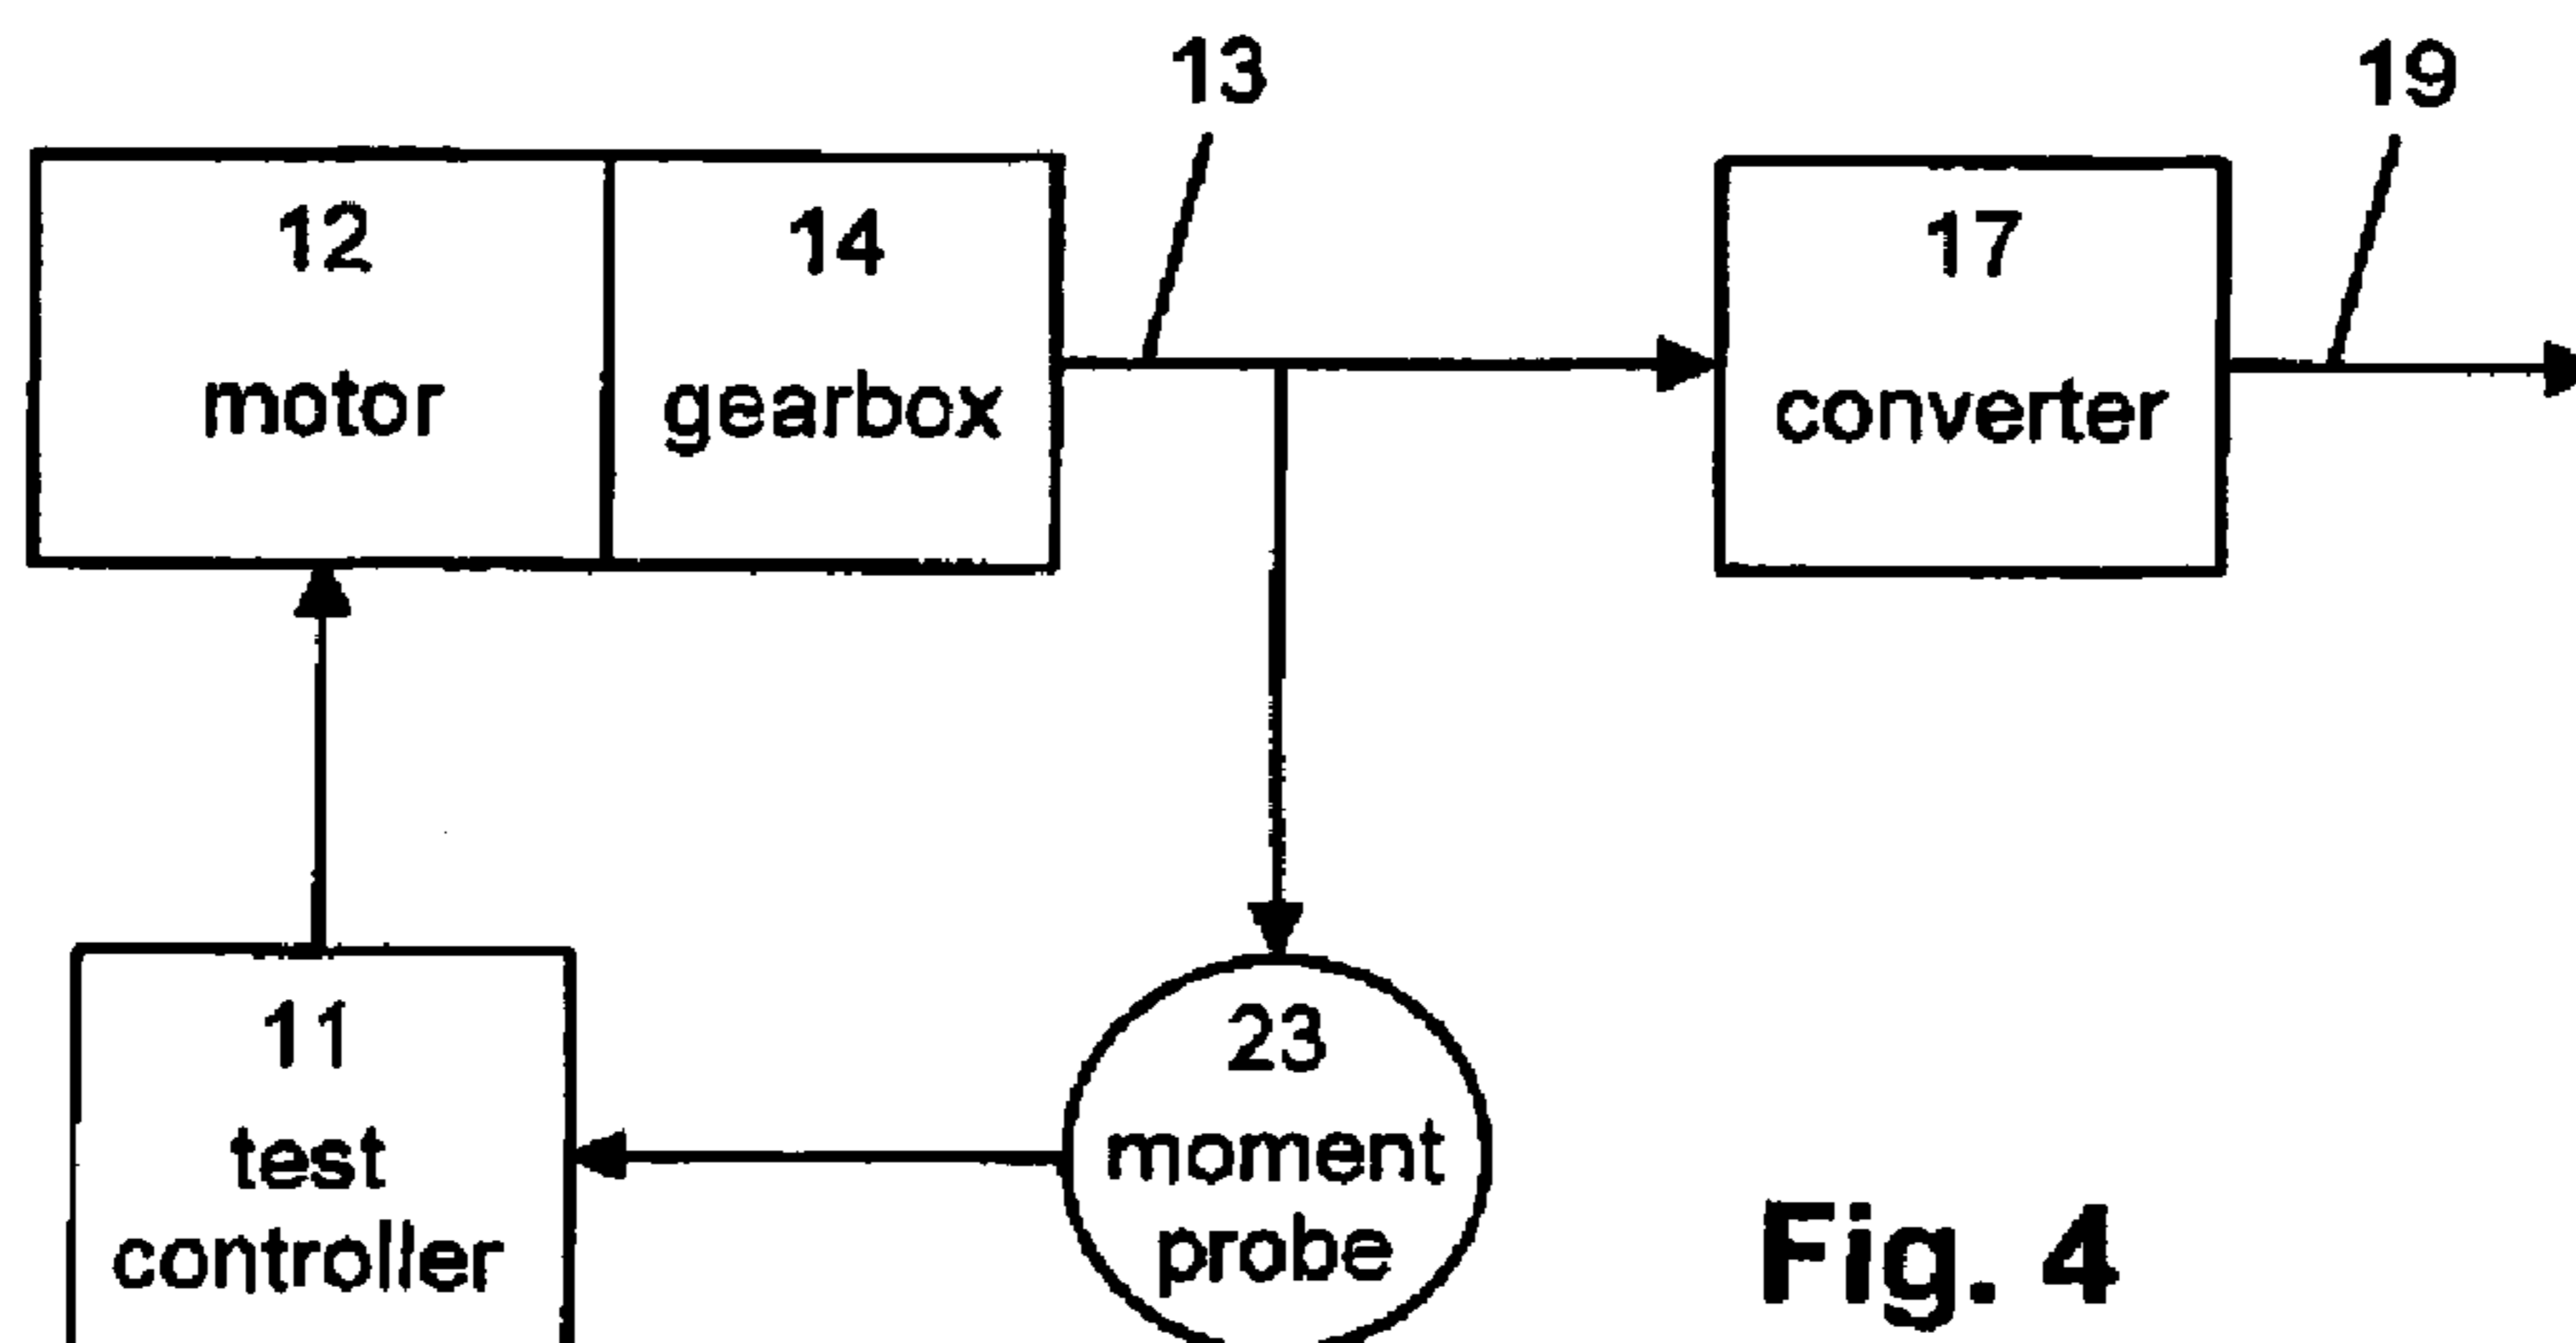 13
19
12
motor
14
gearbox
17
converter
11
test
controller
23
moment
probe
Fig. 4